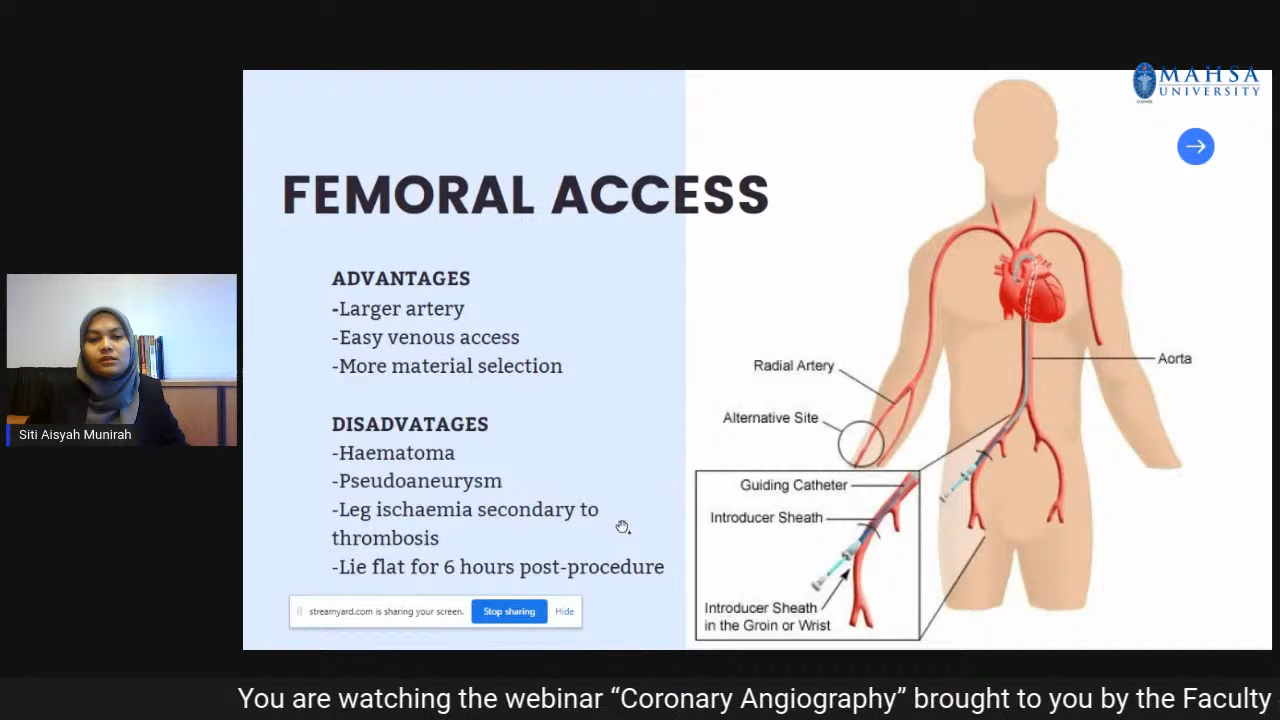 MAHSA
UNIVERSITY
FEMORAL ACCESS
ADVANTAGES
-Larger artery
-Easy venous access
-More material selection
DISADVATAGES
-Haematoma
-Pseudoaneurysm
-Leg ischaemia secondary to
thrombosis
-Lie flat for 6 hours post-procedure
Radial Artery
Alternative Site
Aorta
Guiding Catheter
Introducer Sheath
Introducer Sheath
in the Groin or Wrist
Siti Aisyah Munirah
streamyard.com is sharing your screen. Stop sharing Hide
You are watching the webinar “Coronary Angiography” brought to you by the Faculty